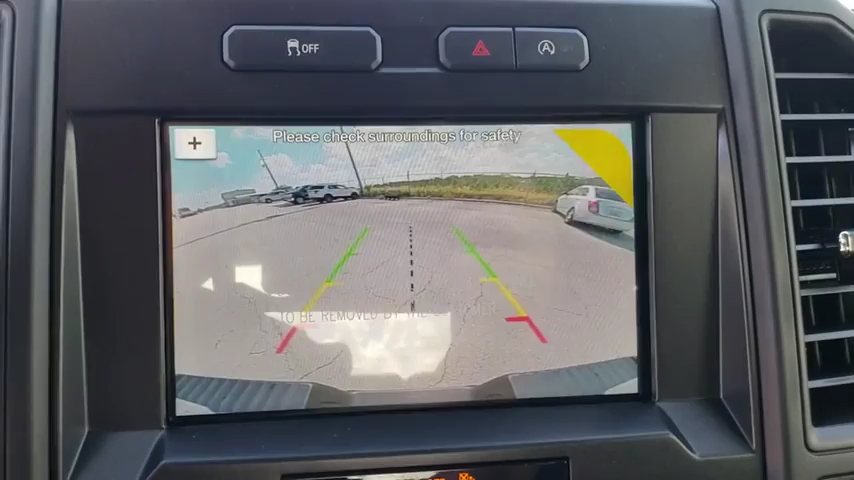 OFF
A
+
Please check surroundings for safety
TO BE REMOVED BY THE